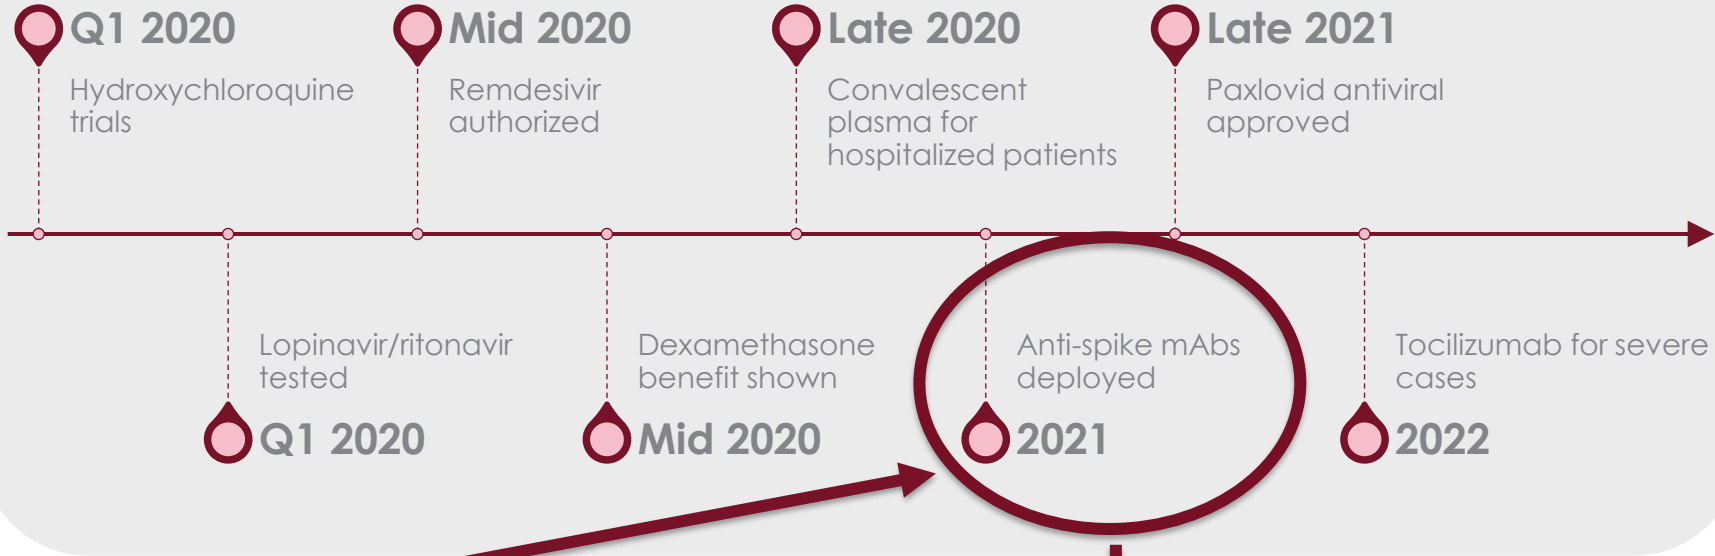 Q1 2020
Hydroxychloroquine
trials
Mid 2020
Remdesivir
authorized
Late 2020
Convalescent
plasma for
hospitalized patients
Late 2021
Paxlovid antiviral
approved
Lopinavir/ritonavir
tested
Q1 2020
Dexamethasone
benefit shown
Mid 2020
Anti-spike mAbs
deployed
2021
Tocilizumab for severe
cases
2022